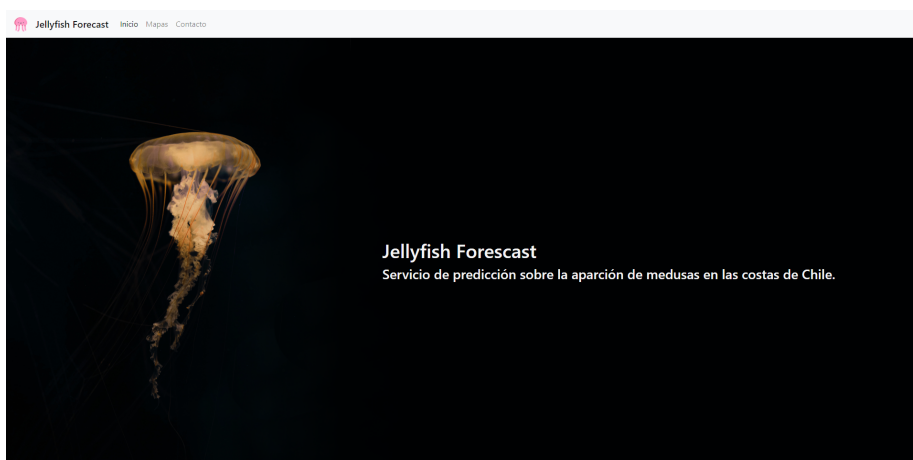 Jellyfish Forecast Inicio Mapas Contacto
Jellyfish Forescast
Servicio de predicción sobre la aparción de medusas en las costas de Chile.